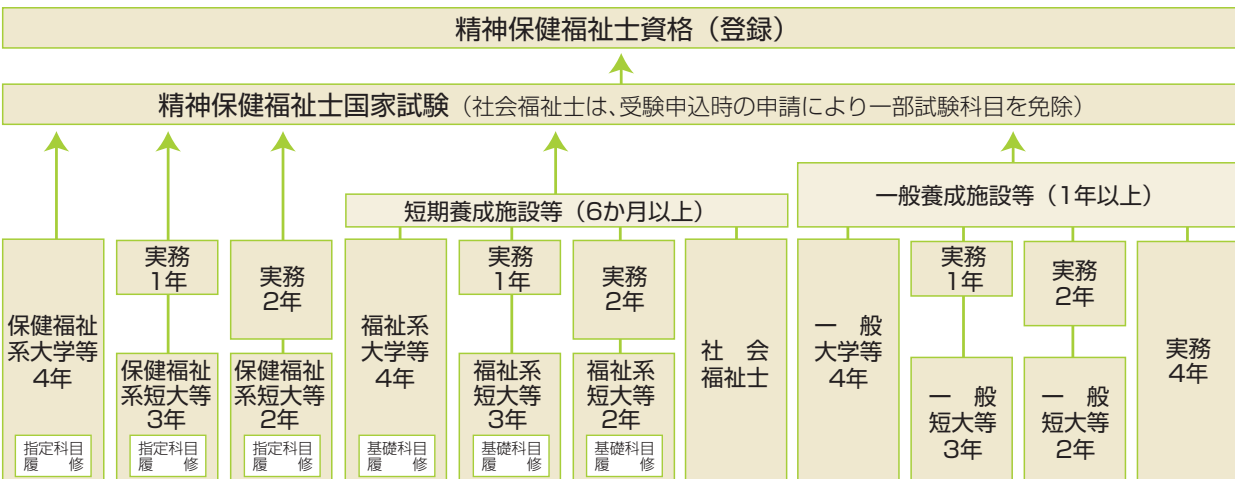 精神保健福祉士資格（登録）
精神保健福祉士国家試験（社会福祉士は、受験申込時の申請により一部試験科目を免除）
短期養成施設等（6か月以上）
一般養成施設等（1年以上）
保健福祉
系大学等
4年
指定科目
履　修
実務
1年
保健福祉
系短大等
3年
指定科目
履　修
実務
2年
保健福祉
系短大等
2年
指定科目
履　修
福祉系
大学等
4年
基礎科目
履　修
実務
1年
福祉系
短大等
3年
基礎科目
履　修
実務
2年
福祉系
短大等
2年
基礎科目
履　修
社　会
福祉士
一　般
大学等
4年
実務
1年
一　般
短大等
3年
実務
2年
一　般
短大等
2年
実務
4年